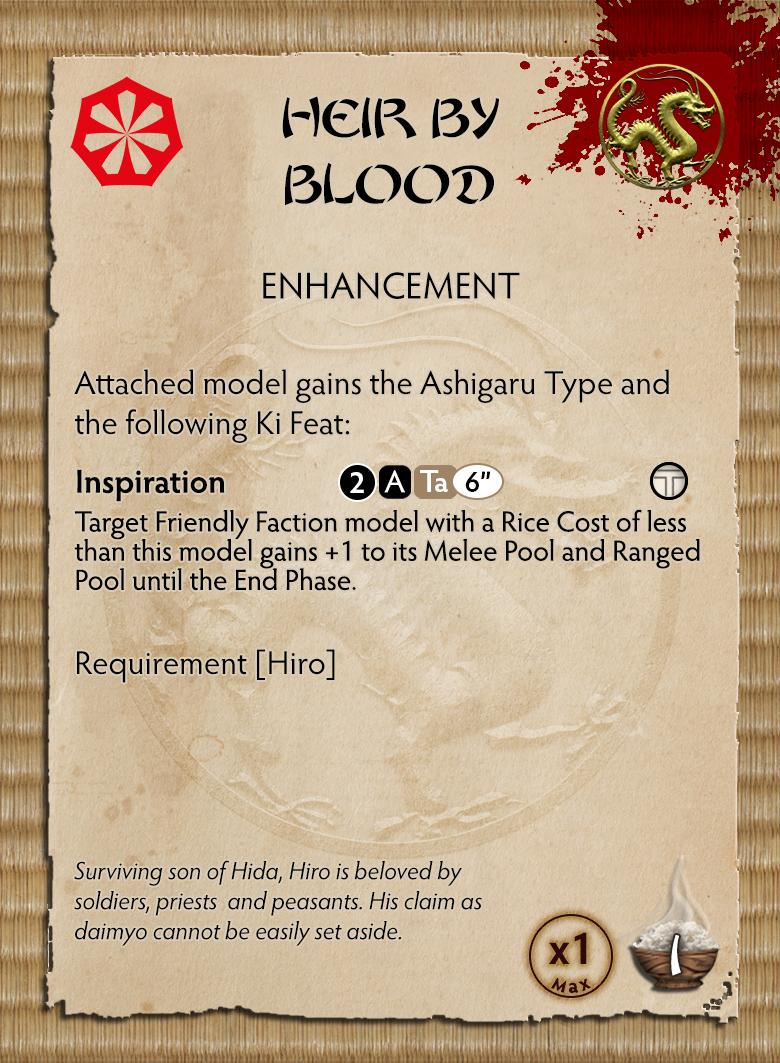 HEIR BY
BLOOD
ENHANCEMENT
Attached model gains the Ashigaru Type and
the following Ki Feat:
Inspiration 2 A Ta 6” T
Target Friendly Faction model with a Rice Cost of less
than this model gains +1 to its Melee Pool and Ranged
Pool until the End Phase.
Requirement [Hiro]
Surviving son of Hida, Hiro is beloved by
soldiers, priests and peasants. His claim as
daimyo cannot be easily set aside.
x1
Max
1